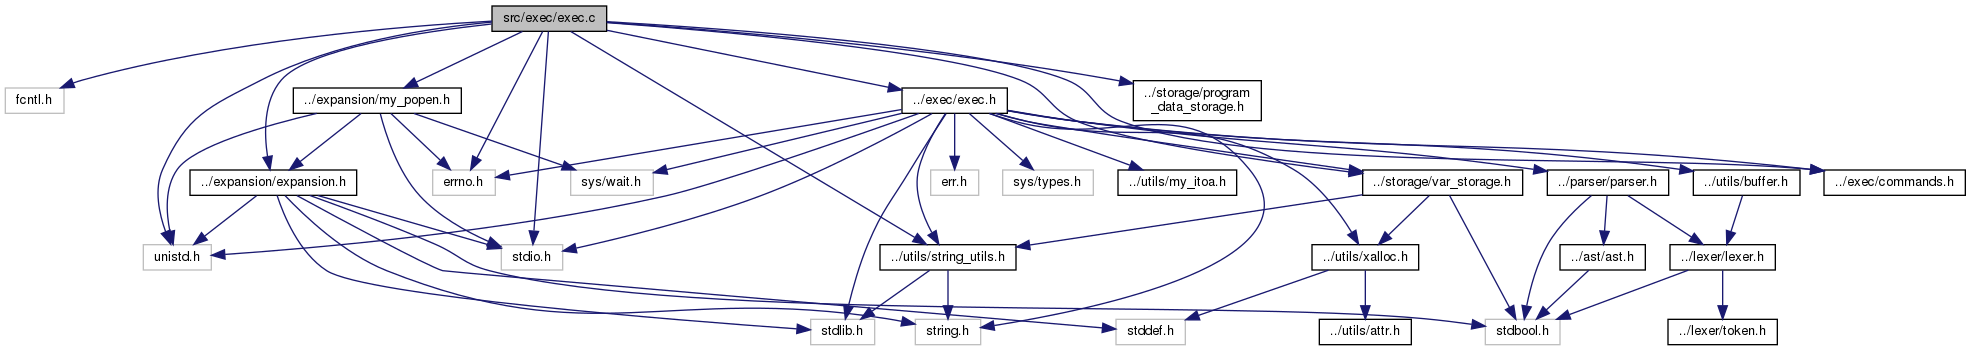 src/exec/exec.c
fcntl.h
../expansion/my_popen.h
../exec/exec.h
../storage/program
_data_storage.h
../expansion/expansion.h
errno.h
sys/wait.h
err.h
sys/types.h
../utils/my_itoa.h
../storage/var_storage.h
../parser/parser.h
../utils/buffer.h
../exec/commands.h
unistd.h
stdio.h
../utils/string_utils.h
../utils/xalloc.h
../ast/ast.h
../lexer/lexer.h
stdlib.h
string.h
stddef.h
../utils/attr.h
stdbool.h
../lexer/token.h